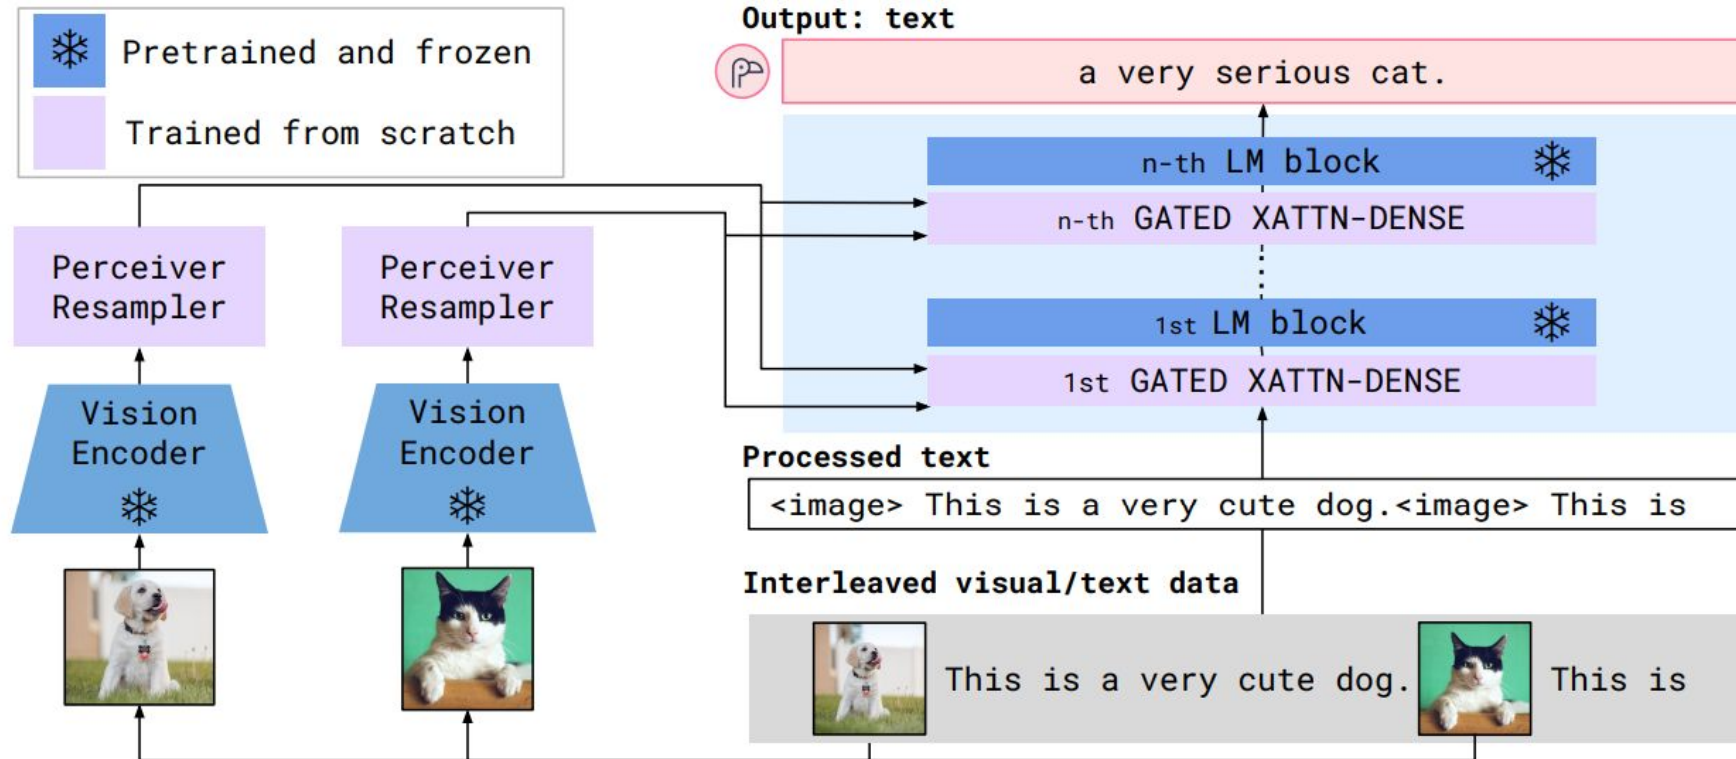 Pretrained and frozen
Trained from scratch
Perceiver
Resampler
Vision
Encoder
Perceiver
Resampler
Vision
Encoder
Output: text
a very serious cat.
n-th LM block
n-th GATED XATTN-DENSE
1st LM block
1st GATED XATTN-DENSE
Processed text
<image> This is a very cute dog.<image> This is
Interleaved visual/text data
This is a very cute dog.
This is